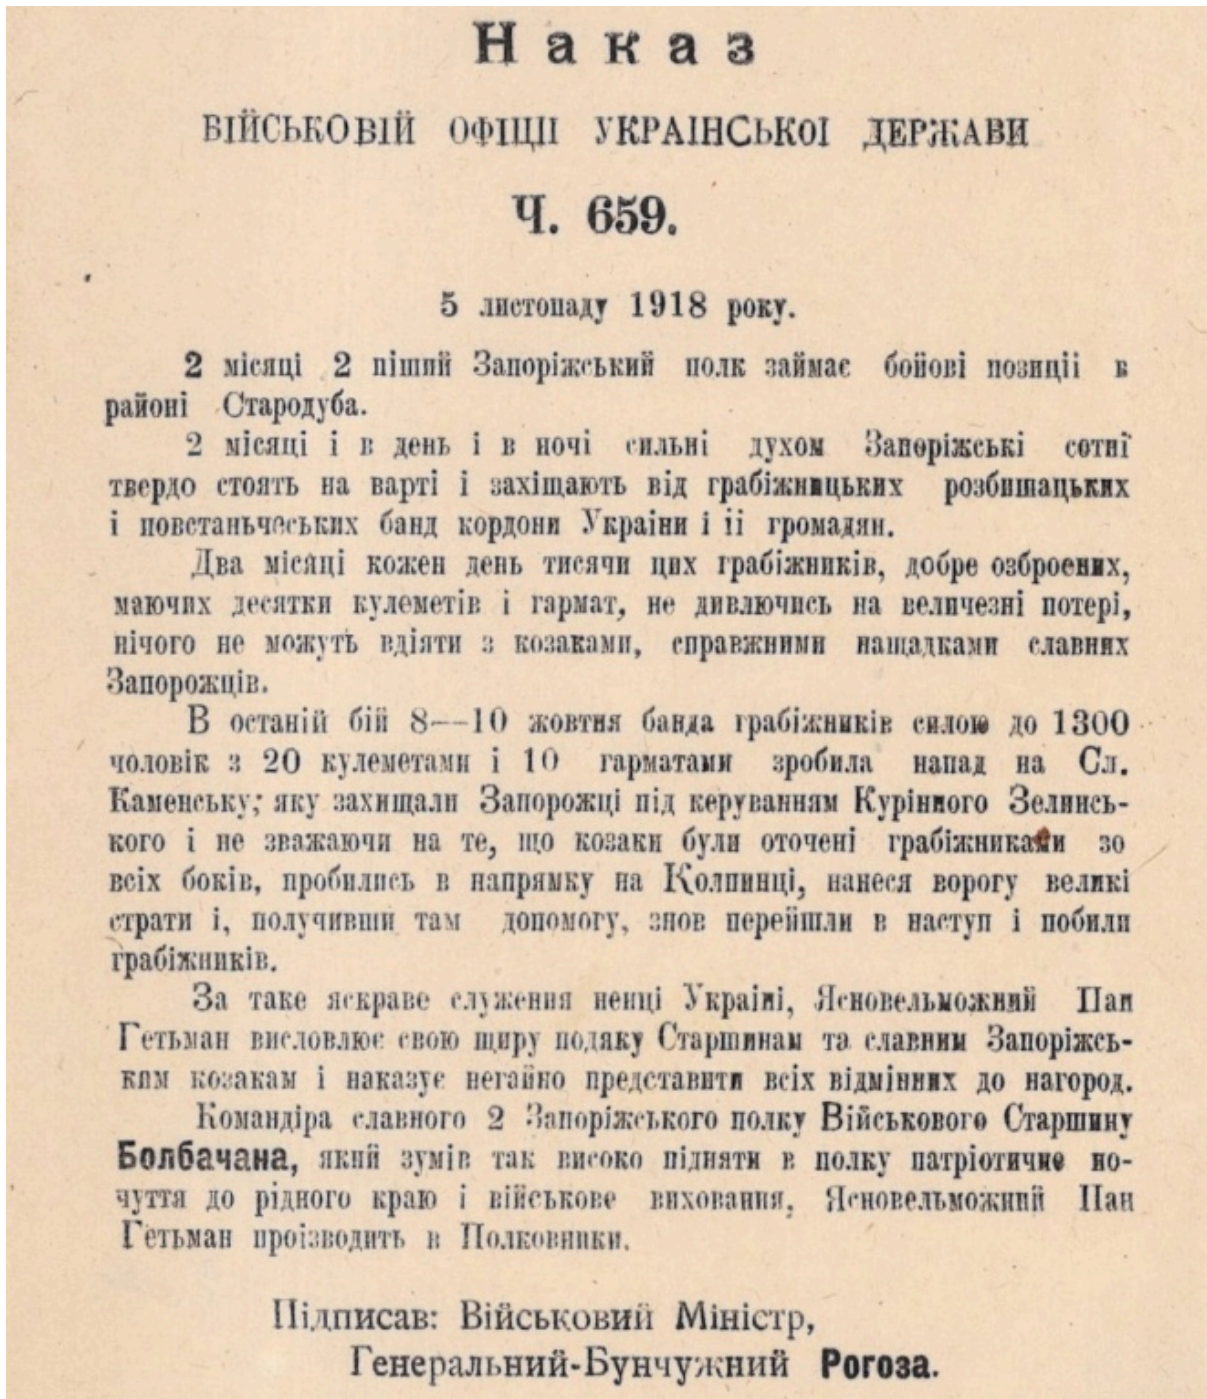 Наказ
ВІЙСЬКОВІЙ ОФІЦІІ УКРАІНСЬКОІ ДЕРЖАВИ
Ч. 659.
5 листопаду 1918 року.
2 місяці 2 піший Запоріжський полк займає бойові позиціі в
районі Стародуба.
2 місяці і в день і в ночі сильні духом Запоріжські сотні
твердо стоять на варті і захіщають від грабіжницьких розбишацьких
і повстаньчеських банд кордони Украіни і іі громадян.
Два місяці кожен день тисячи цих грабіжників, добре озброених,
маючих десятки кулеметів і гармат, не дивлючись на величезні потері,
нічого не можуть вдіяти з козаками, справжними нащадками славних
Запорожців.
В останій бій 8—10 жовтня банда грабіжників силою до 1300
чоловік з 20 кулеметами і 10 гарматами зробила напад на Сл.
Каменську; яку захищали Запорожці під керуванням Курінного Зелинсь-
кого і не зважаючи на те, що козаки були оточені грабіжниками зо
всіх боків, пробились в напрямку на Колпинці, нанеся ворогу великі
страти і, получивши там допомогу, знов перейшли в наступ і побили
грабіжників.
За таке яскраве служення ненці Украіні, Ясновельможний Пан
Гетьман висловлює свою щиру подяку Старшинам та славним Запоріжсь-
ким козакам і наказує негайно представити всіх відмінних до нагород.
Командіра славного 2 Запоріжського полку Військового Старшину
Болбачана, який зумів так високо підняти в полку патріотичне по-
чуття до рідного краю і військове виховання, Ясновельможний Пан
Гетьман проізводить в Полковники.
Підписав: Військовий Міністр,
Генеральний-Бунчужний Рогоза.